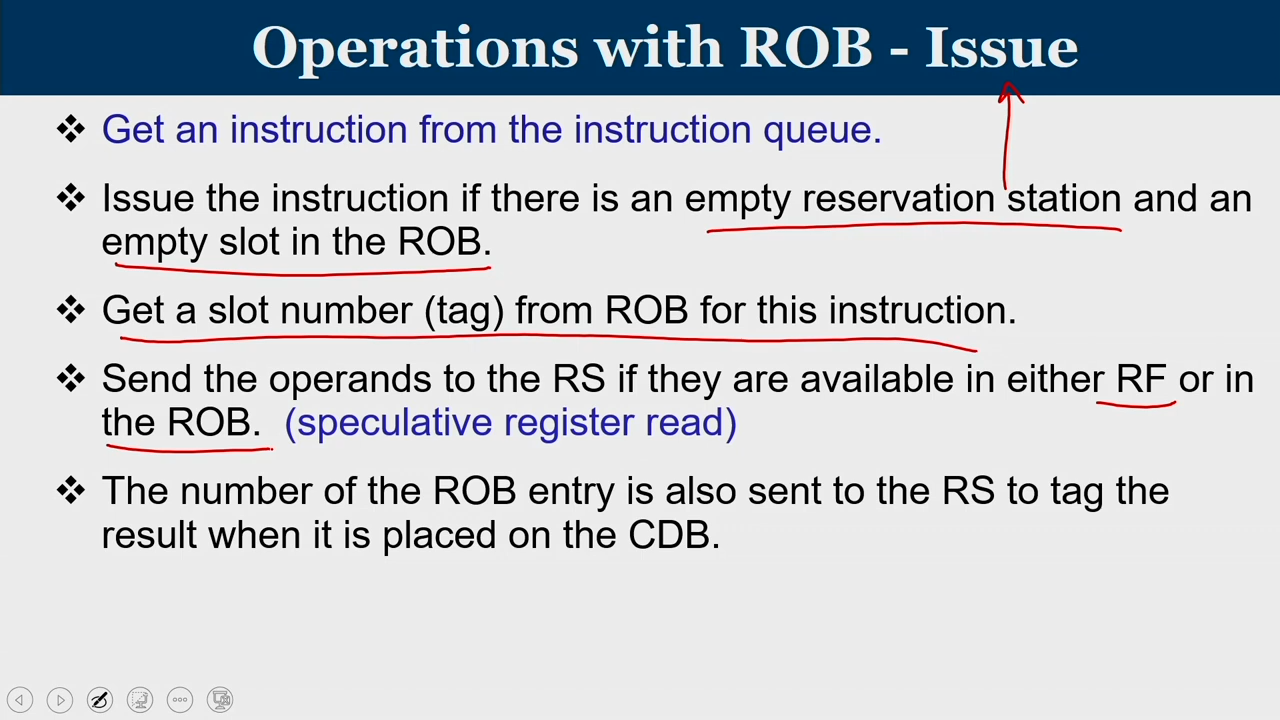 Operations with ROB - Issue
❖ Get an instruction from the instruction queue.
❖ Issue the instruction if there is an empty reservation station and an
empty slot in the ROB.
❖ Get a slot number (tag) from ROB for this instruction.
❖ Send the operands to the RS if they are available in either RF or in
the ROB. (speculative register read)
❖ The number of the ROB entry is also sent to the RS to tag the
result when it is placed on the CDB.